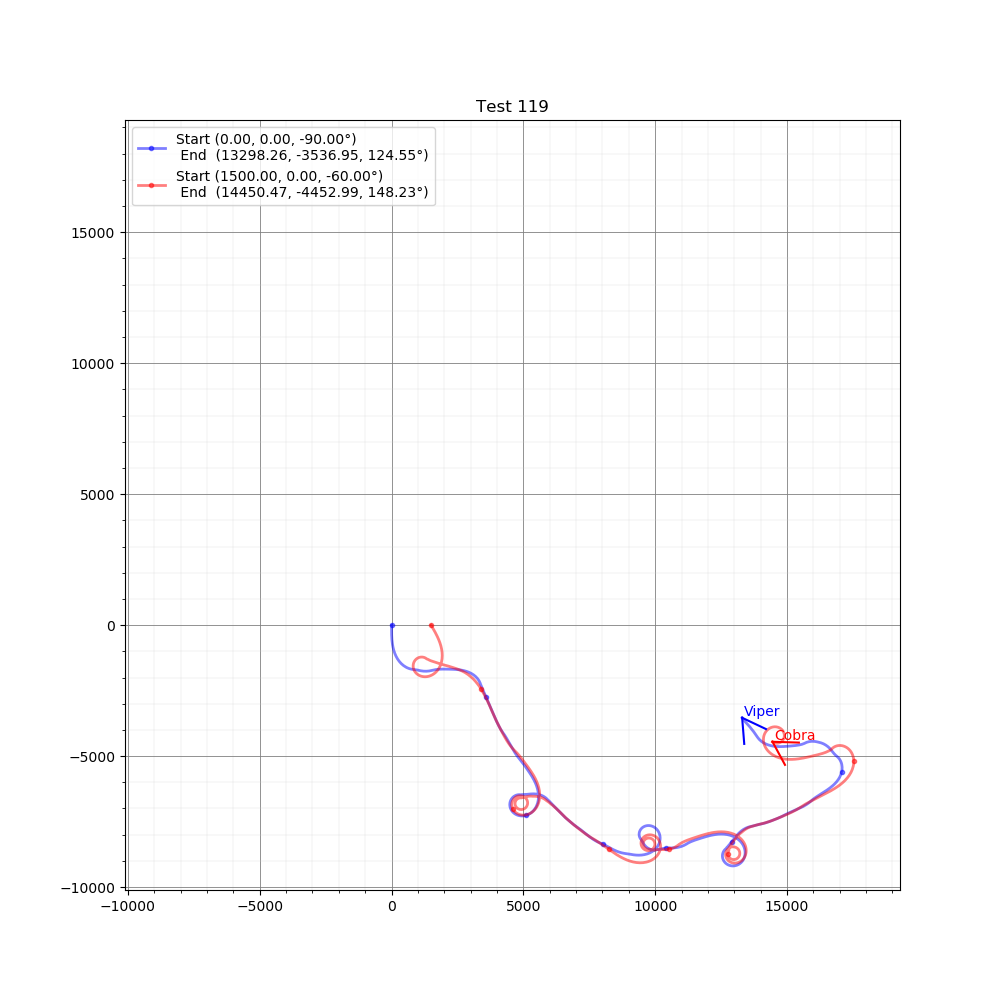 Test 119
Start (0.00, 0.00, -90.00°)
End  (13298.26, -3536.95, 124.55°)
Start (1500.00, 0.00, -60.00°)
End  (14450.47, -4452.99, 148.23°)
15000
10000
5000
0
−5000
−10000
Viper
Cobra
−10000 −5000 0 5000 10000 15000